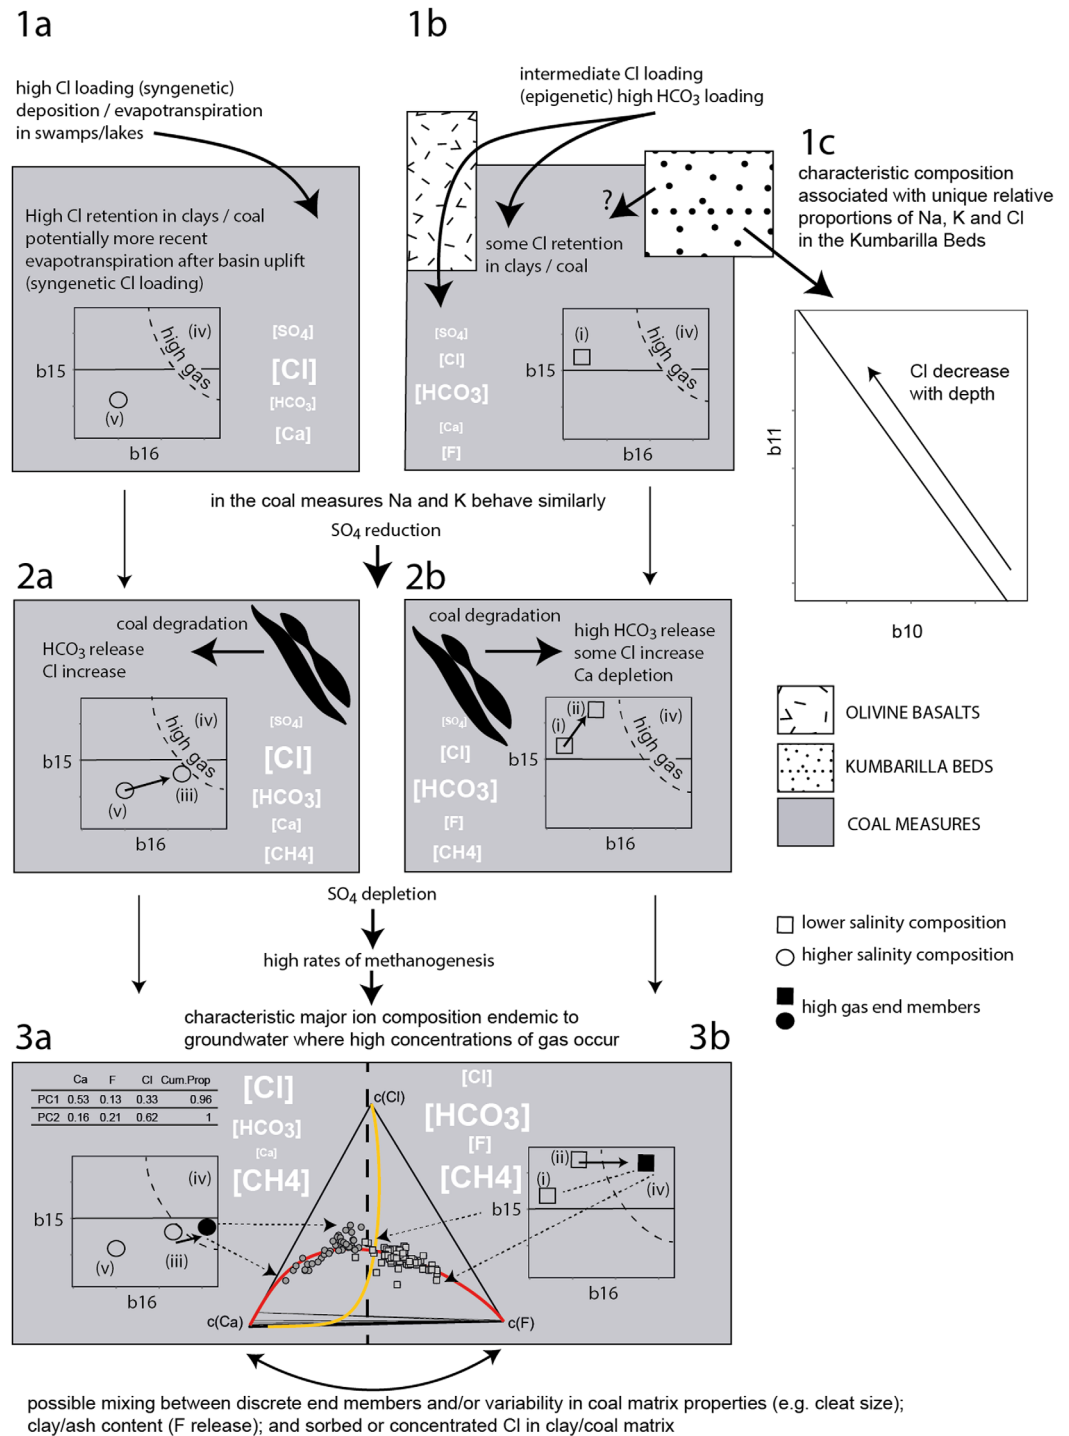 1a
1b
high Cl loading (syngenetic)
deposition / evapotranspiration
in swamps/lakes
intermediate Cl loading
(epigenetic) high HCO3 loading
1c
characteristic composition
associated with unique relative
proportions of Na, K and Cl
in the Kumbarilla Beds
High Cl retention in clays / coal
potentially more recent
evapotranspiration after basin uplift
(syngenetic Cl loading)
b15
high gas
(iv)
(v)
b16
[SO4]
[Cl]
[HCO3]
[Ca]
?
some Cl retention
in clays / coal
[SO4]
[Cl]
[HCO3]
[Ca]
[F]
(i)
b15
high gas
(iv)
b16
Cl decrease
with depth
b11
b10
in the coal measures Na and K behave similarly
SO4 reduction
2a
2b
coal degradation
HCO3 release
Cl increase
b15
high gas
(iv)
(v)
(iii)
b16
[SO4]
[Cl]
[HCO3]
[Ca]
[CH4]
coal degradation
high HCO3 release
some Cl increase
Ca depletion
[SO4]
[Cl]
[HCO3]
[F]
[CH4]
(ii)
(i)
b15
high gas
(iv)
b16
OLIVINE BASALTS
KUMBARILLA BEDS
COAL MEASURES
SO4 depletion
high rates of methanogenesis
lower salinity composition
higher salinity composition
high gas end members
characteristic major ion composition endemic to
groundwater where high concentrations of gas occur
3a
3b
Ca F Cl Cum.Prop
PC1 0.53 0.13 0.33 0.96
PC2 0.16 0.21 0.62 1
[Cl]
[HCO3]
[Ca]
[CH4]
c(Cl)
[Cl]
[HCO3]
[F]
[CH4]
b15
(iv)
(v)
(iii)
b16
(ii)
(i)
(iv)
b15
b16
c(Ca)
c(F)
possible mixing between discrete end members and/or variability in coal matrix properties (e.g. cleat size);
clay/ash content (F release); and sorbed or concentrated Cl in clay/coal matrix